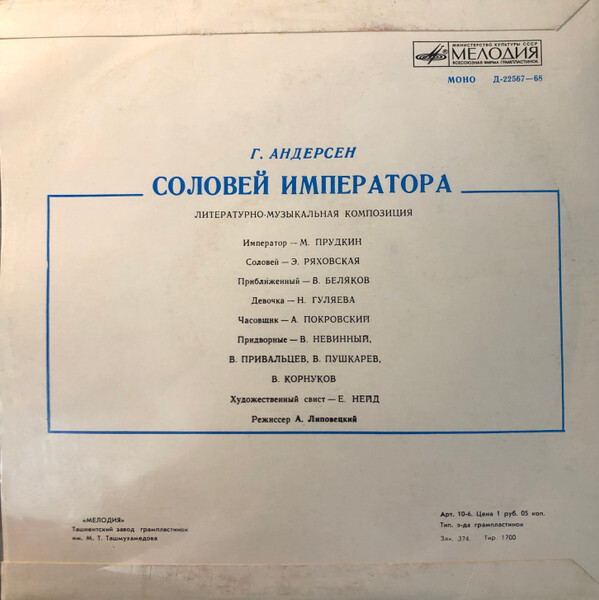 МИНИСТЕРСТВО КУЛЬТУРЫ СССР
МЕЛОДИЯ
ВСЕСОЮЗНАЯ ФИРМА ГРАМПЛАСТИНОК
МОНО Д-22567—68
Г. АНДЕРСЕН
СОЛОВЕЙ ИМПЕРАТОРА
ЛИТЕРАТУРНО-МУЗЫКАЛЬНАЯ КОМПОЗИЦИЯ
Император — М. ПРУДКИН
Соловей — Э. РЯХОВСКАЯ
Приближенный — В. БЕЛЯКОВ
Девочка — Н. ГУЛЯЕВА
Часовщик — А. ПОКРОВСКИЙ
Придворные — В. НЕВИННЫЙ,
В. ПРИВАЛЬЦЕВ, В. ПУШКАРЕВ,
В. КОРНУКОВ
Художественный свист — Е. НЕЙД
Режиссер А. Липовецкий
«МЕЛОДИЯ»
Ташкентский завод грампластинок
им. М. Т. Ташмухамедова
Арт. 10-6. Цена 1 руб. 05 коп.
Тип. з-да грампластинок
Зак. 374. Тир. 1700